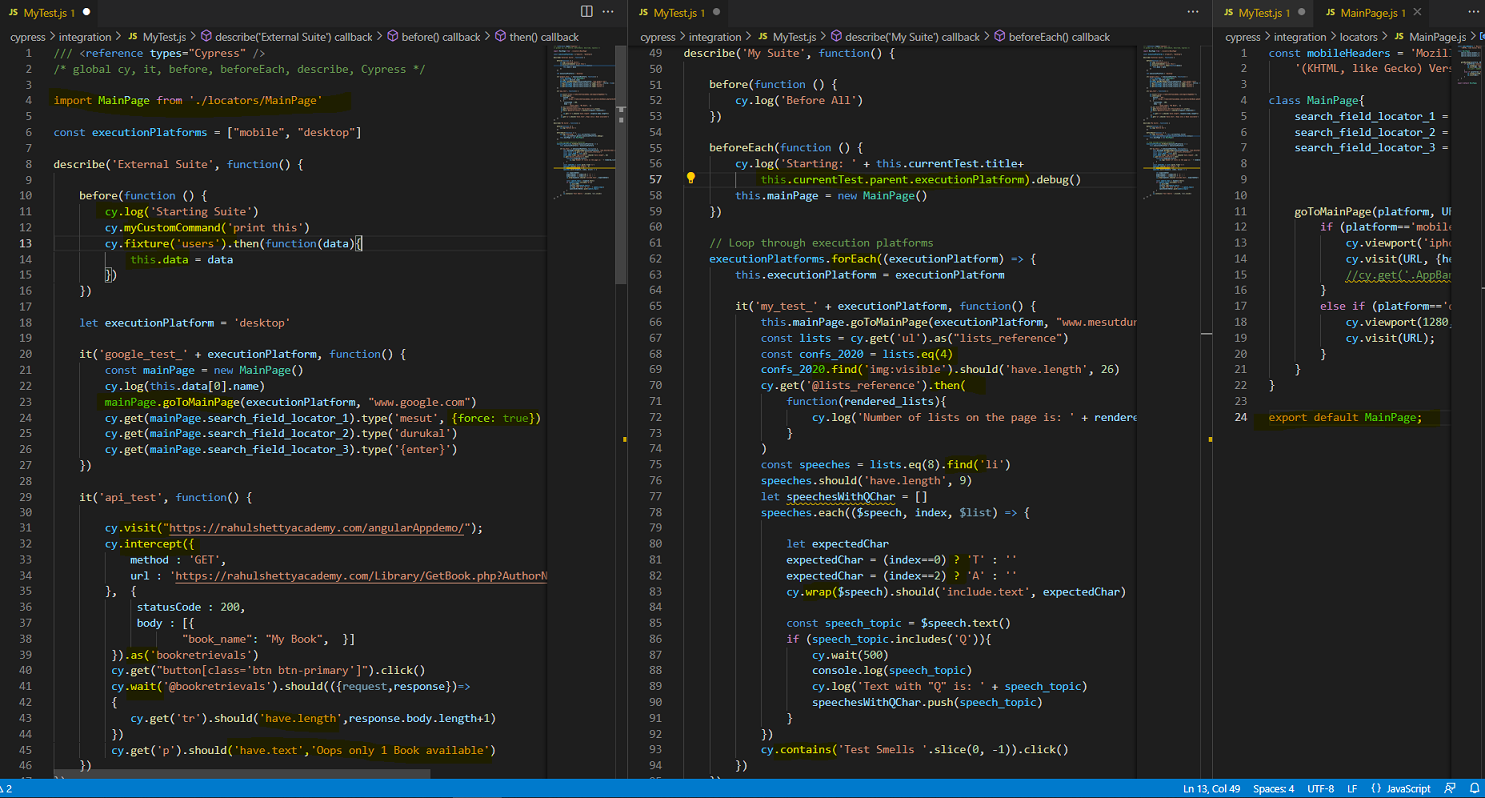 JS MyTest.js 1
cypress > integration > JS MyTest.js > describe('External Suite') callback > before() callback > then() callback
1 /// <reference types="Cypress" />
2 /* global cy, it, before, beforeEach, describe, Cypress */
3
4 import MainPage from './locators/MainPage'
5
6 const executionPlatforms = ["mobile", "desktop"]
7
8 describe('External Suite', function() {
9
10 before(function () {
11 cy.log('Starting Suite')
12 cy.myCustomCommand('print this')
13 cy.fixture('users').then(function(data){
14 this.data = data
15 })
16 })
17
18 let executionPlatform = 'desktop'
19
20 it('google_test_' + executionPlatform, function() {
21 const mainPage = new MainPage()
22 cy.log(this.data[0].name)
23 mainPage.goToMainPage(executionPlatform, "www.google.com")
24 cy.get(mainPage.search_field_locator_1).type('mesut', {force: true})
25 cy.get(mainPage.search_field_locator_2).type('durukal')
26 cy.get(mainPage.search_field_locator_3).type('{enter}')
27 })
28
29 it('api_test', function() {
30
31 cy.visit("https://rahulshettyacademy.com/angularAppdemo/");
32 cy.intercept({
33 method : 'GET',
34 url : 'https://rahulshettyacademy.com/Library/GetBook.php?AuthorN
35 }, {
36 statusCode : 200,
37 body : [{
38 "book_name": "My Book", }]
39 }).as('bookretrievals')
40 cy.get("button[class='btn btn-primary']").click()
41 cy.wait('@bookretrievals').should(({request,response})=>
42 {
43 cy.get('tr').should('have.length',response.body.length+1)
44 })
45 cy.get('p').should('have.text','Oops only 1 Book available')
46 })
JS MyTest.js 1
cypress > integration > JS MyTest.js > describe('My Suite') callback > beforeEach() callback
49 describe('My Suite', function() {
50
51 before(function () {
52 cy.log('Before All')
53 })
54
55 beforeEach(function () {
56 cy.log('Starting: ' + this.currentTest.title+
57 this.currentTest.parent.executionPlatform).debug()
58 this.mainPage = new MainPage()
59 })
60
61 // Loop through execution platforms
62 executionPlatforms.forEach((executionPlatform) => {
63 this.executionPlatform = executionPlatform
64
65 it('my_test_' + executionPlatform, function() {
66 this.mainPage.goToMainPage(executionPlatform, "www.mesutdur
67 const lists = cy.get('ul').as("lists_reference")
68 const confs_2020 = lists.eq(4)
69 confs_2020.find('img:visible').should('have.length', 26)
70 cy.get('@lists_reference').then(
71 function(rendered_lists){
72 cy.log('Number of lists on the page is: ' + rendere
73 }
74 )
75 const speeches = lists.eq(8).find('li')
76 speeches.should('have.length', 9)
77 let speechesWithQChar = []
78 speeches.each(($speech, index, $list) => {
79
80 let expectedChar
81 expectedChar = (index==0) ? 'T' : ''
82 expectedChar = (index==2) ? 'A' : ''
83 cy.wrap($speech).should('include.text', expectedChar)
84
85 const speech_topic = $speech.text()
86 if (speech_topic.includes('Q')){
87 cy.wait(500)
88 console.log(speech_topic)
89 cy.log('Text with "Q" is: ' + speech_topic)
90 speechesWithQChar.push(speech_topic)
91 }
92 })
93 cy.contains('Test Smells '.slice(0, -1)).click()
94 })
JS MyTest.js 1 JS MainPage.js 1
cypress > integration > locators > JS MainPage.js >
1 const mobileHeaders = 'Mozill
2 '(KHTML, like Gecko) Vers
3
4 class MainPage{
5 search_field_locator_1 =
6 search_field_locator_2 =
7 search_field_locator_3 =
8
9
10
11 goToMainPage(platform, UR
12 if (platform=='mobile
13 cy.viewport('ipho
14 cy.visit(URL, {he
15 //cy.get('.AppBar
16 }
17 else if (platform=='d
18 cy.viewport(1280,
19 cy.visit(URL);
20 }
21 }
22 }
23
24 export default MainPage;
2 Ln 13, Col 49 Spaces: 4 UTF-8 LF {} JavaScript